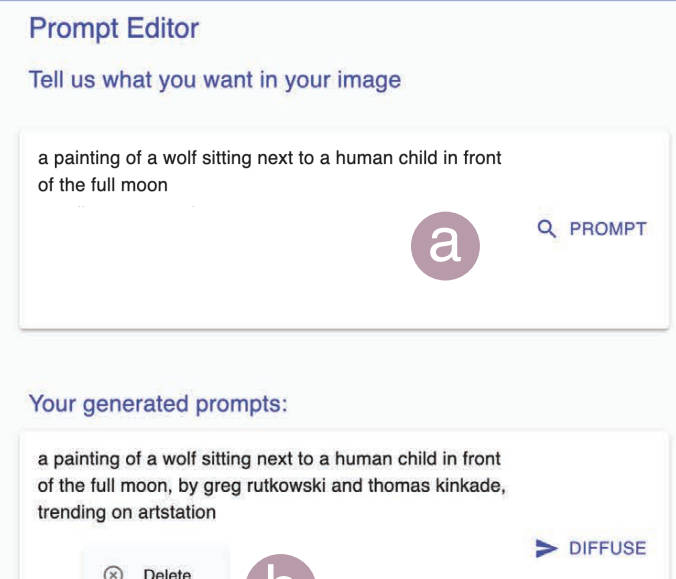 Prompt Editor
Tell us what you want in your image
a painting of a wolf sitting next to a human child in front
of the full moon
a
PROMPT
Your generated prompts:
a painting of a wolf sitting next to a human child in front
of the full moon, by greg rutkowski and thomas kinkade,
trending on artstation
DIFFUSE
Delete
b